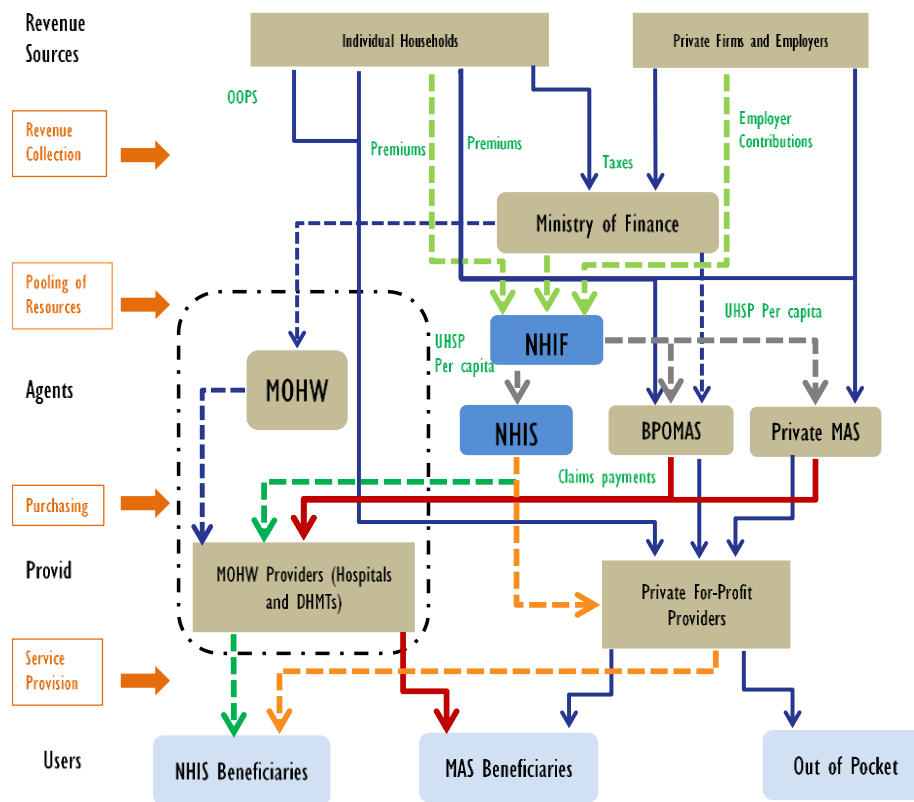 Revenue
Sources
Individual Households
Private Firms and Employers
OOPS
Revenue
Collection
Premiums
Premiums
Taxes
Employer
Contributions
Ministry of Finance
Pooling of
Resources
UHSP Per capita
NHIF
UHSP
Per capita
Agents
MOHW
NHIS
BPOMAS
Private MAS
Claims payments
Purchasing
Provid
MOHW Providers (Hospitals
and DHMTs)
Private For-Profit
Providers
Service
Provision
Users
NHIS Beneficiaries
MAS Beneficiaries
Out of Pocket